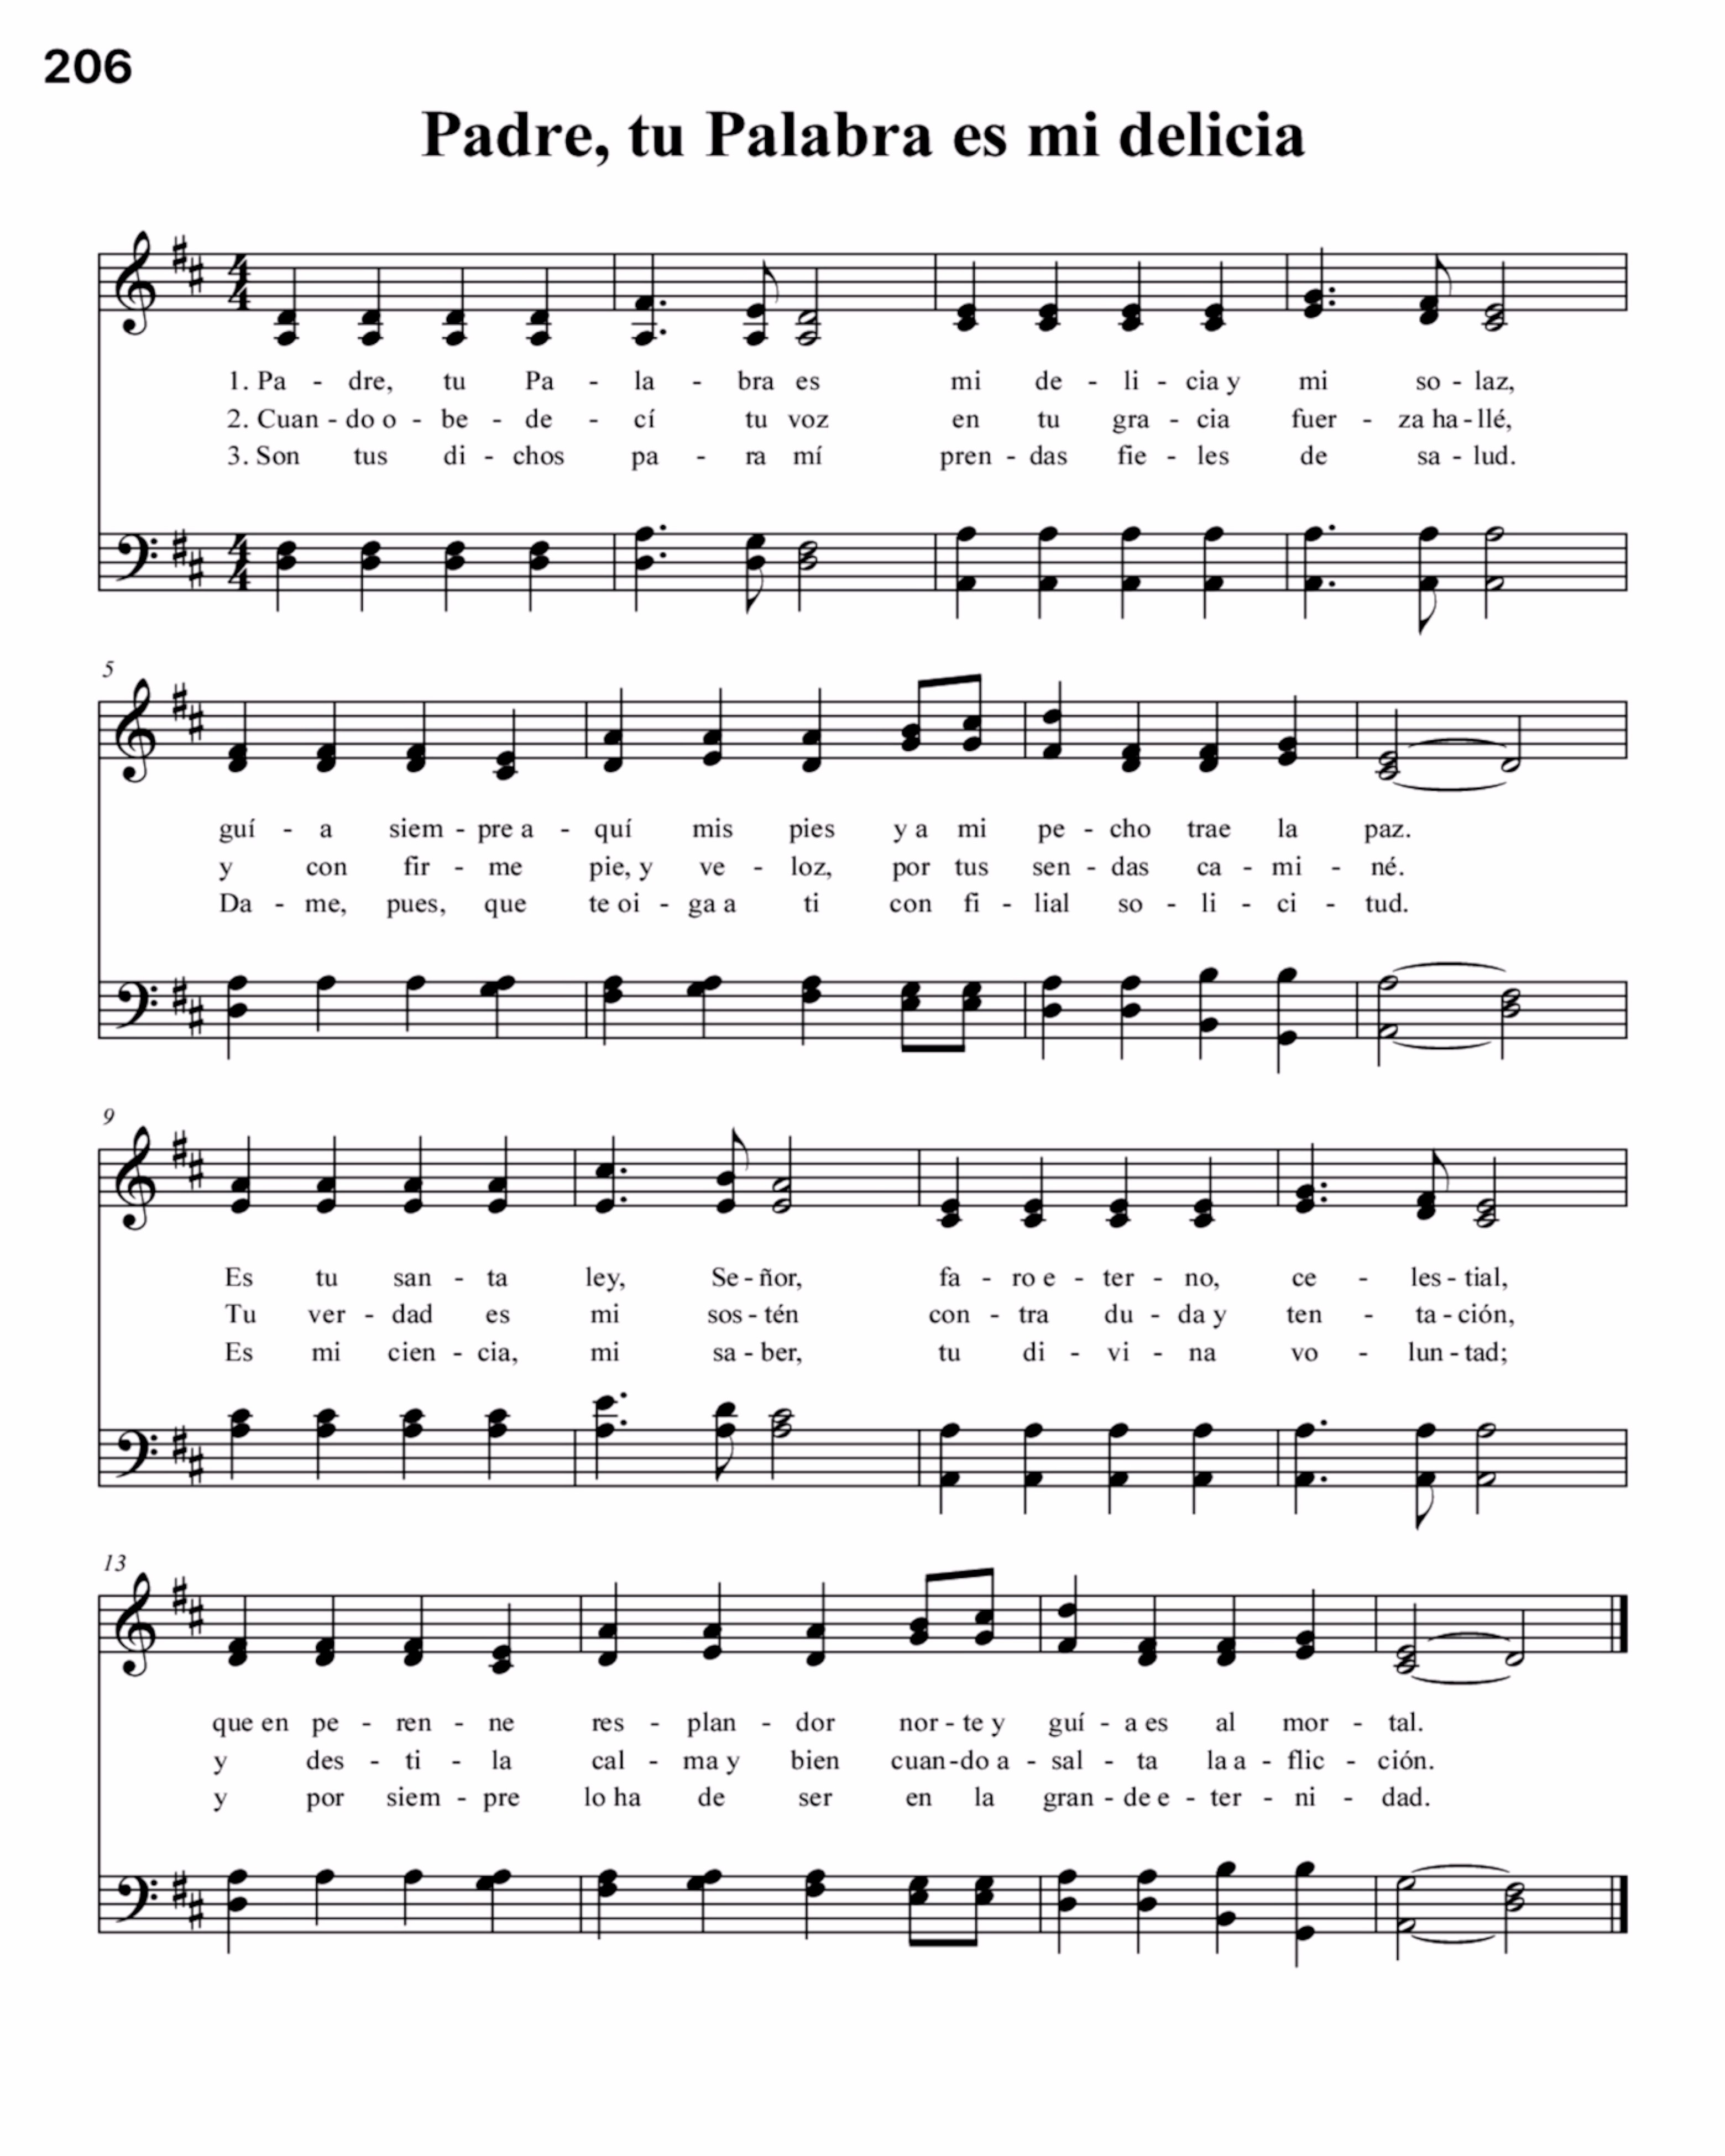 206
Padre, tu Palabra es mi delicia
4 4
1. Pa - dre, tu Pa - la - bra es mi de - li - cia y mi so - laz,
2. Cuan - do o - be - de - cí tu voz en tu gra - cia fuer - za ha - llé,
3. Son tus di - chos pa - ra mí pren - das fie - les de sa - lud.
4 4
5
guí - a siem - pre a - quí mis pies y a mi pe - cho trae la paz.
y con fir - me pie, y ve - loz, por tus sen - das ca - mi - né.
Da - me, pues, que te oi - ga a ti con fi - lial so - li - ci - tud.
9
Es tu san - ta ley, Se - ñor, fa - ro e - ter - no, ce - les - tial,
Tu ver - dad es mi sos - tén con - tra du - da y ten - ta - ción,
Es mi cien - cia, mi sa - ber, tu di - vi - na vo - lun - tad;
13
que en pe - ren - ne res - plan - dor nor - te y guí - a es al mor - tal.
y des - ti - la cal - ma y bien cuan - do a - sal - ta la a - flic - ción.
y por siem - pre lo ha de ser en la gran - de e - ter - ni - dad.